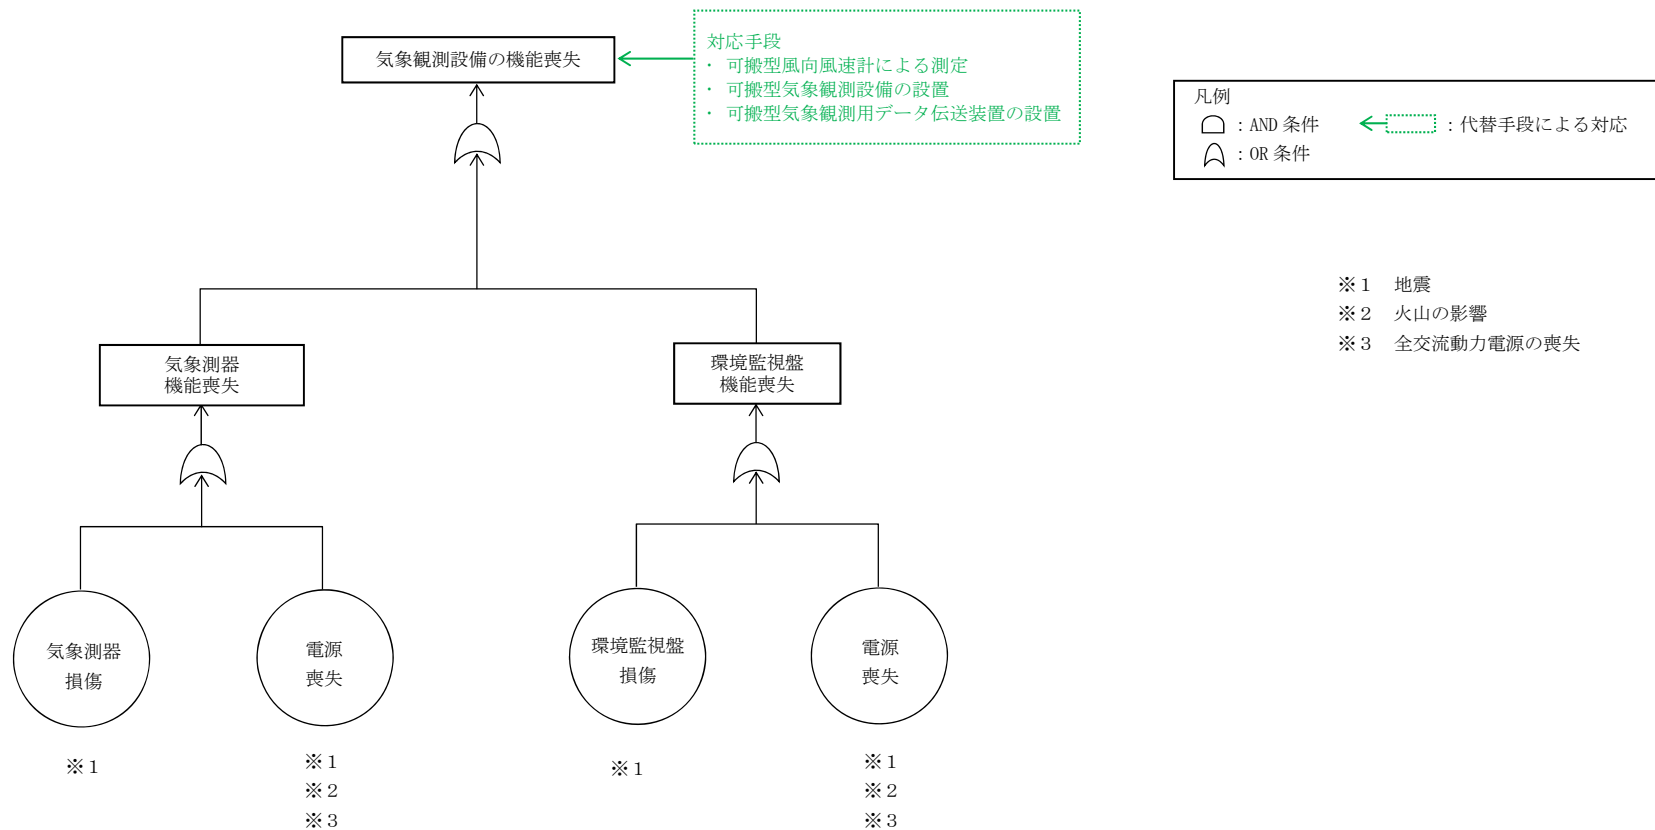 気象観測設備の機能喪失
対応手段
・ 可搬型風向風速計による測定
・ 可搬型気象観測設備の設置
・ 可搬型気象観測用データ伝送装置の設置
凡例
：AND 条件
：代替手段による対応
：OR 条件
※１ 地震
※２ 火山の影響
※３ 全交流動力電源の喪失
気象測器
機能喪失
環境監視盤
機能喪失
気象測器
損傷
電源
喪失
環境監視盤
損傷
電源
喪失
※１
※１
※２
※３
※１
※１
※２
※３